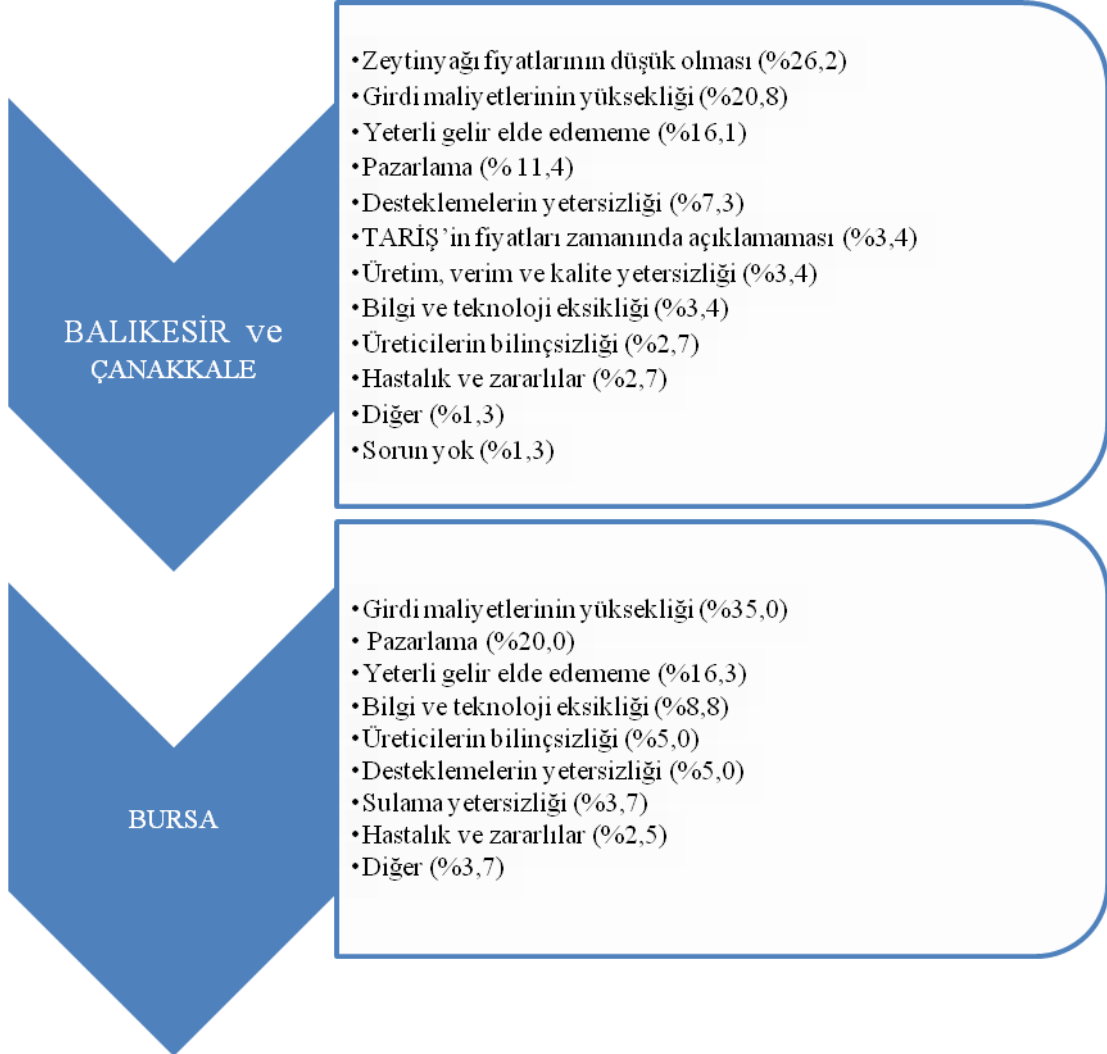 BALIKESİR ve
ÇANAKKALE
•Zeytinyağı fiyatlarının düşük olması (%26,2)
•Girdi maliyetlerinin yüksekliği (%20,8)
•Yeterli gelir elde edememe (%16,1)
•Pazarlama (% 11,4)
•Desteklemelerin yetersizliği (%7,3)
•TARİŞ’in fiyatları zamanında açıklamaması (%3,4)
•Üretim, verim ve kalite yetersizliği (%3,4)
•Bilgi ve teknoloji eksikliği (%3,4)
•Üreticilerin bilinçsizliği (%2,7)
•Hastalık ve zararlılar (%2,7)
•Diğer (%1,3)
•Sorun yok (%1,3)
BURSA
•Girdi maliyetlerinin yüksekliği (%35,0)
• Pazarlama (%20,0)
•Yeterli gelir elde edememe (%16,3)
•Bilgi ve teknoloji eksikliği (%8,8)
•Üreticilerin bilinçsizliği (%5,0)
•Desteklemelerin yetersizliği (%5,0)
•Sulama yetersizliği (%3,7)
•Hastalık ve zararlılar (%2,5)
•Diğer (%3,7)